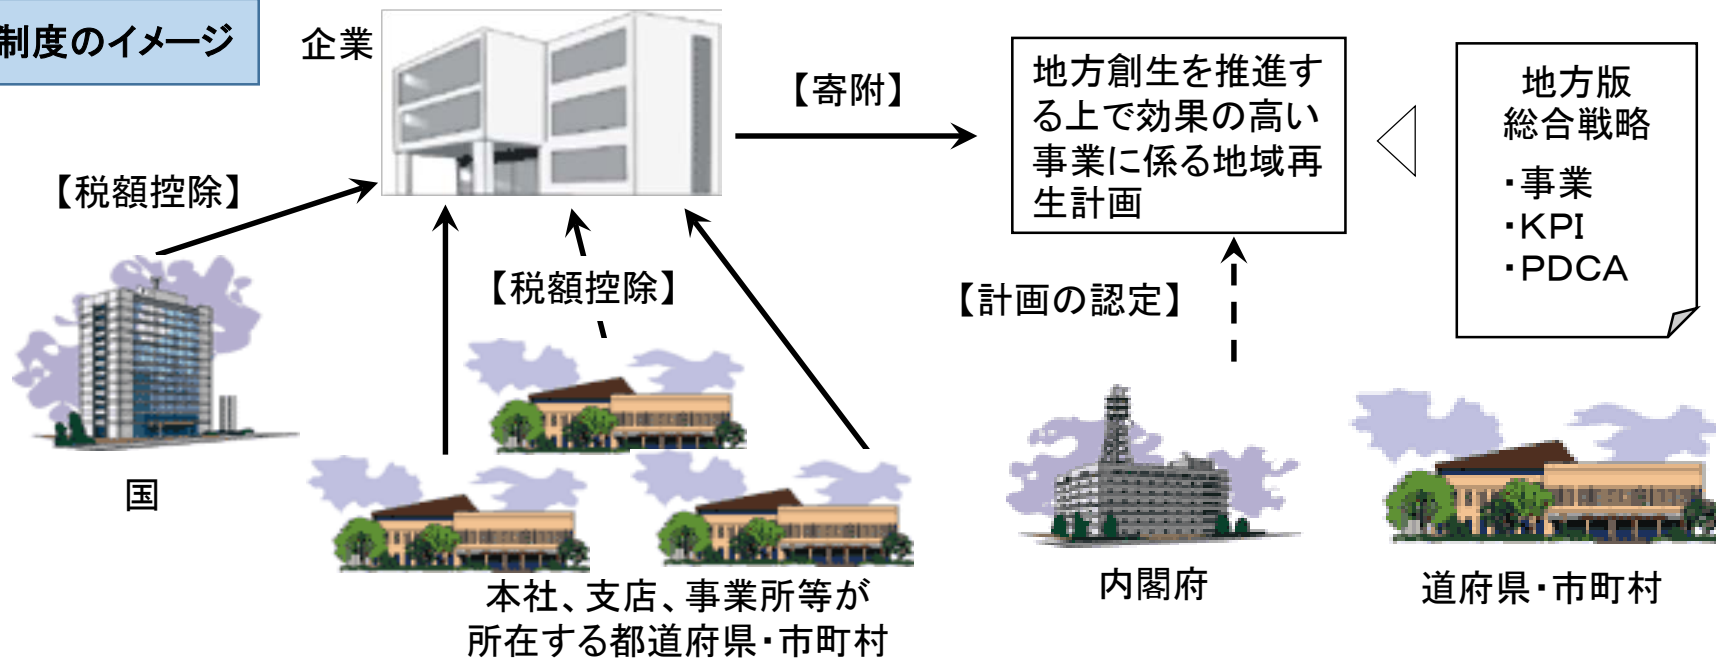 制度のイメージ
企業
【寄附】
地方創生を推進す
る上で効果の高い
事業に係る地域再
生計画
地方版
総合戦略
・事業
・KPI
・PDCA
【税額控除】
【税額控除】
【計画の認定】
国
本社、支店、事業所等が
所在する都道府県・市町村
内閣府
道府県・市町村